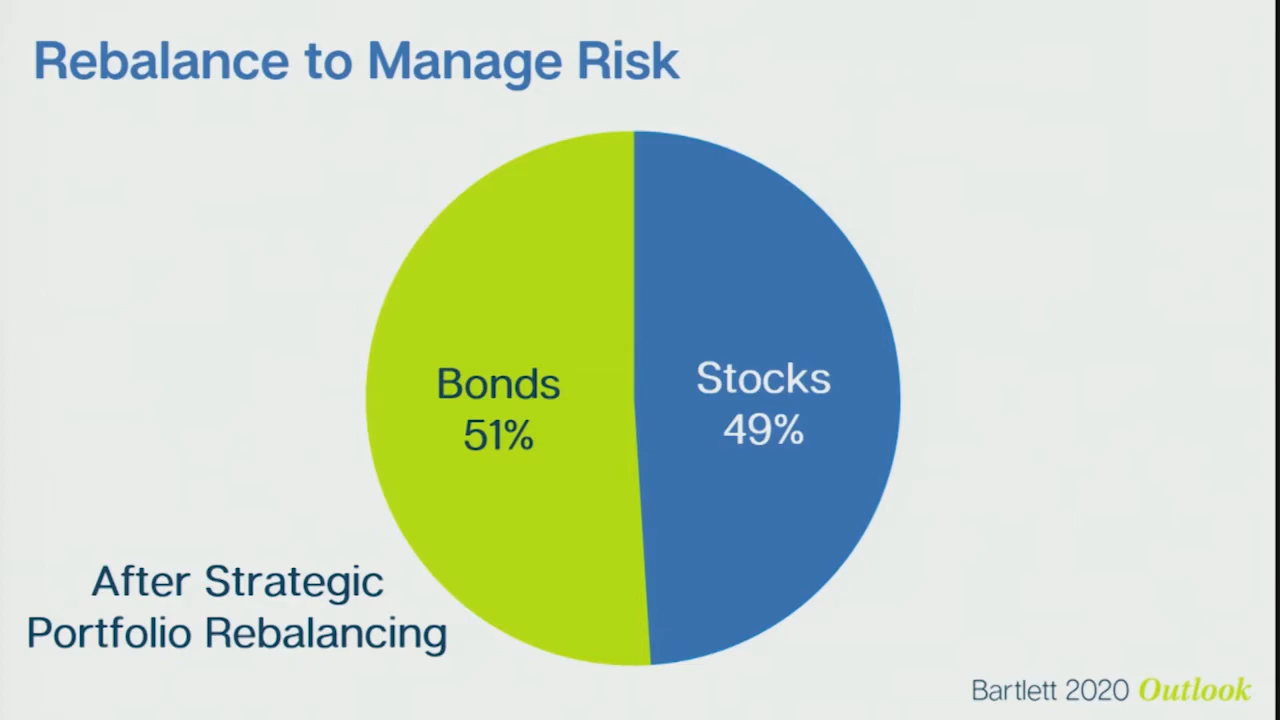 Rebalance to Manage Risk
Bonds
51%
Stocks
49%
After Strategic
Portfolio Rebalancing
Bartlett 2020 Outlook